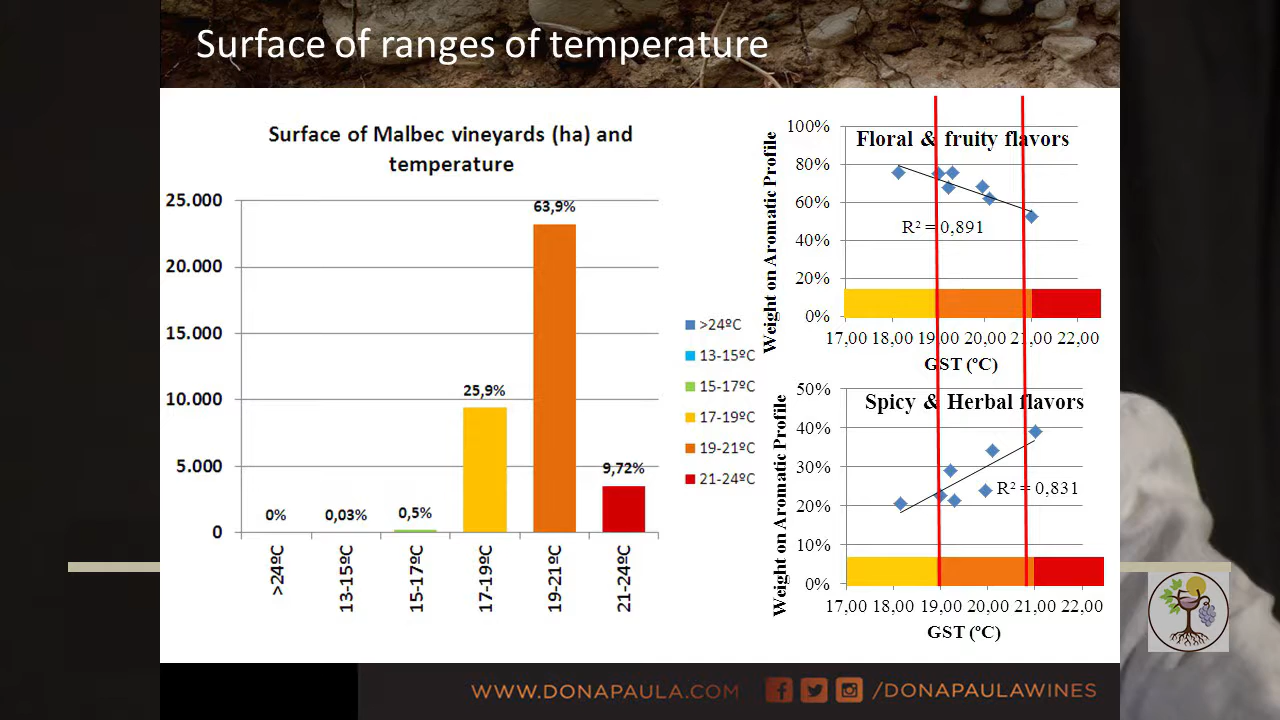 Surface of ranges of temperature
Surface of Malbec vineyards (ha) and
temperature
25.000
20.000
15.000
10.000
5.000
0
0%
0,03%
0,5%
25,9%
63,9%
9,72%
>24ºC
13-15ºC
15-17ºC
17-19ºC
19-21ºC
21-24ºC
>24ºC
13-15ºC
15-17ºC
17-19ºC
19-21ºC
21-24ºC
Weight on Aromatic Profile
100%
80%
60%
40%
20%
0%
Floral & fruity flavors
R² = 0,891
17,00 18,00 19,00 20,00 21,00 22,00
GST (ºC)
Weight on Aromatic Profile
50%
40%
30%
20%
10%
0%
Spicy & Herbal flavors
R² = 0,831
17,00 18,00 19,00 20,00 21,00 22,00
GST (ºC)
WWW.DONAPAULA.COM
/DONAPAULAWINES